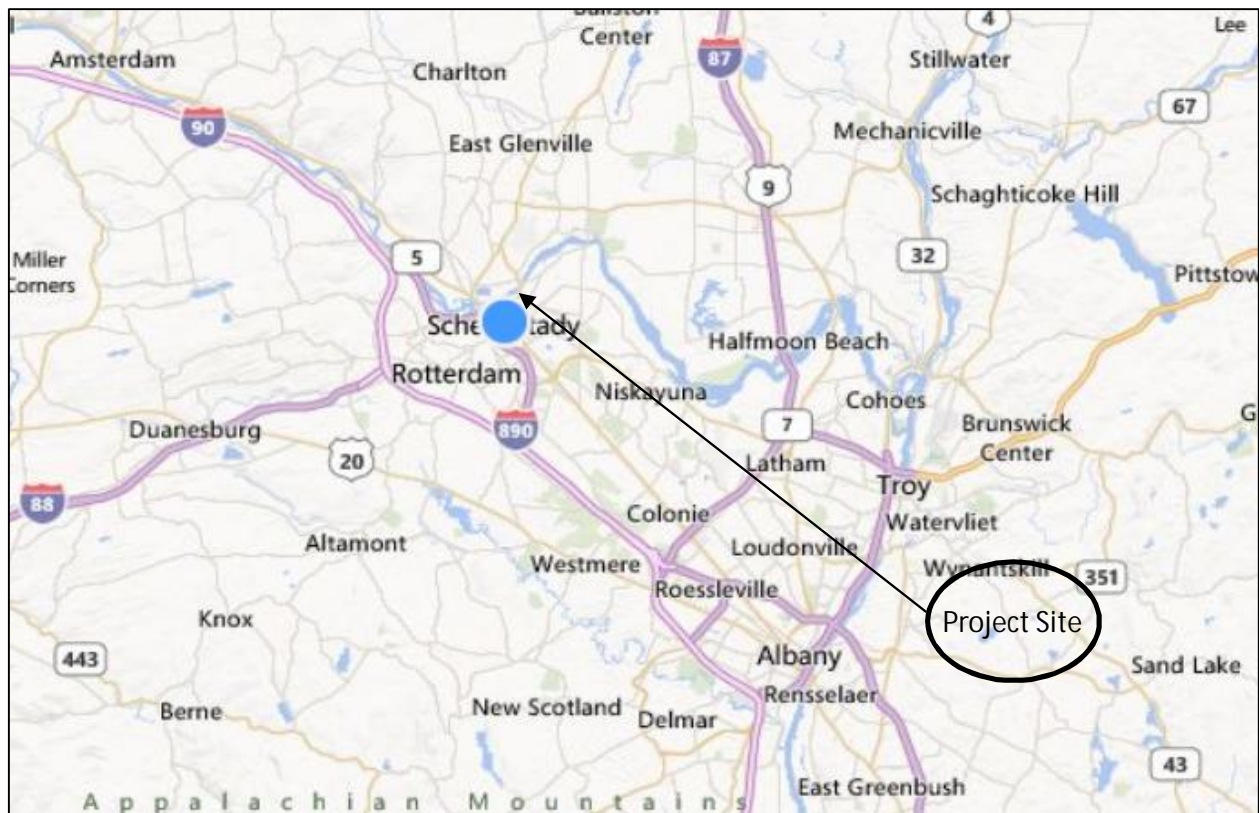 Ballston
Center
4
Lee
Amsterdam
Charlton
87
Stillwater
67
90
East Glenville
Mechanicville
9
Schaghticoke Hill
Miller
Corners
5
32
Pittstow
Schenectady
Halfmoon Beach
Rotterdam
Niskayuna
Cohoes
Duanesburg
890
7
Brunswick
Center
G
20
Latham
88
Troy
Colonie
Watervliet
Altamont
Loudonville
Westmere
Wynantskill
351
Roessleville
Knox
Project Site
443
Albany
Sand Lake
Rensselaer
Berne
New Scotland
Delmar
43
East Greenbush
Appalachian Mountains